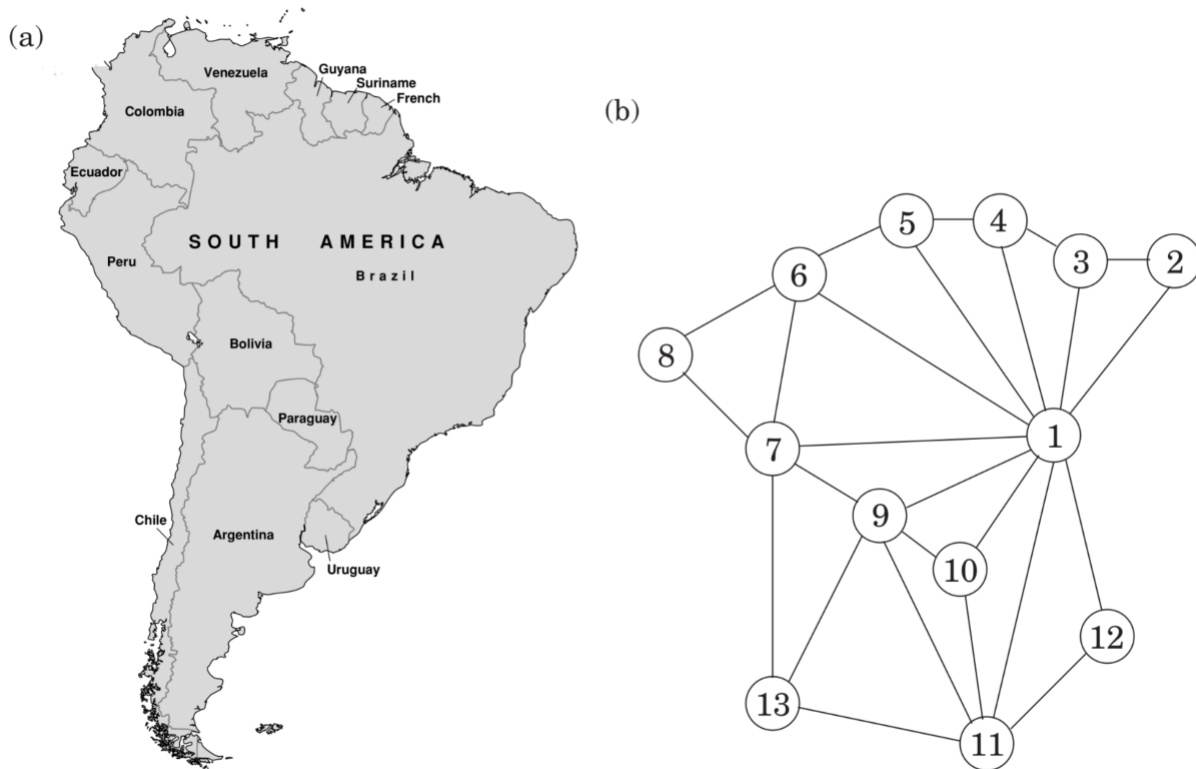 (a)
Venezuela
Guyana
Suriname
French
Colombia
Ecuador
SOUTH AMERICA
Brazil
Peru
Bolivia
Paraguay
Chile
Argentina
Uruguay
(b)
5
4
3
2
6
8
1
7
9
10
12
13
11